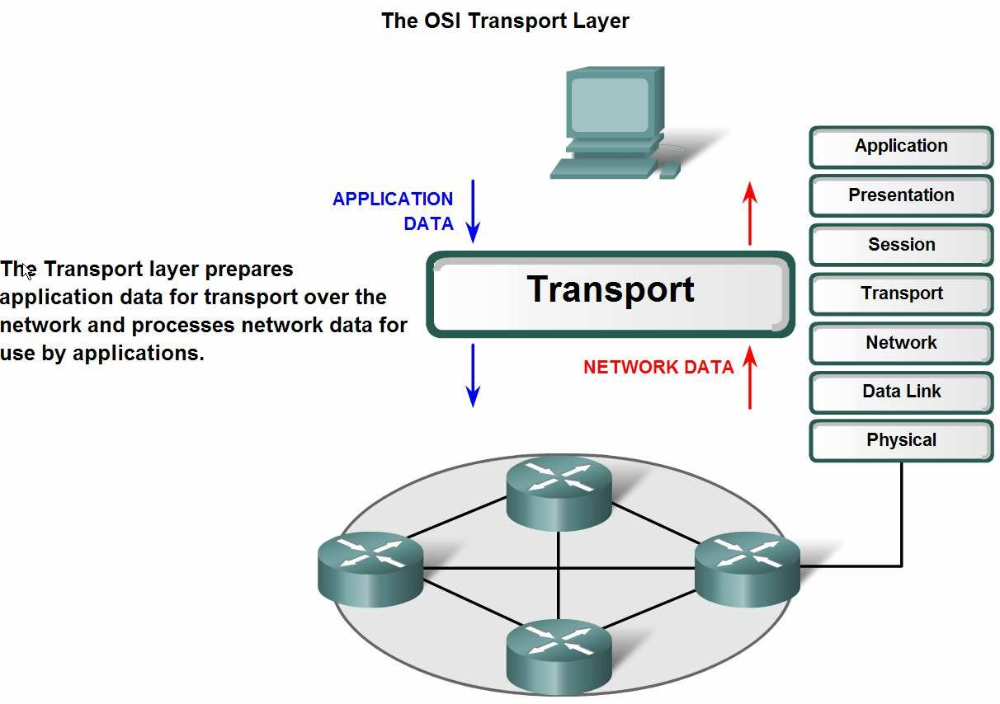 The OSI Transport Layer
APPLICATION
DATA
The Transport layer prepares
application data for transport over the
network and processes network data for
use by applications.
Transport
NETWORK DATA
Application
Presentation
Session
Transport
Network
Data Link
Physical